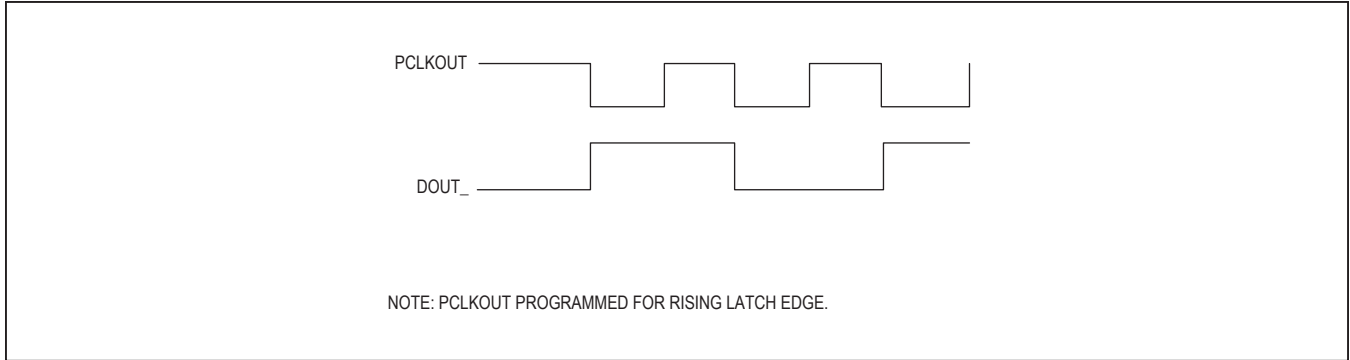 PCLKOUT
DOUT_
NOTE: PCLKOUT PROGRAMMED FOR RISING LATCH EDGE.